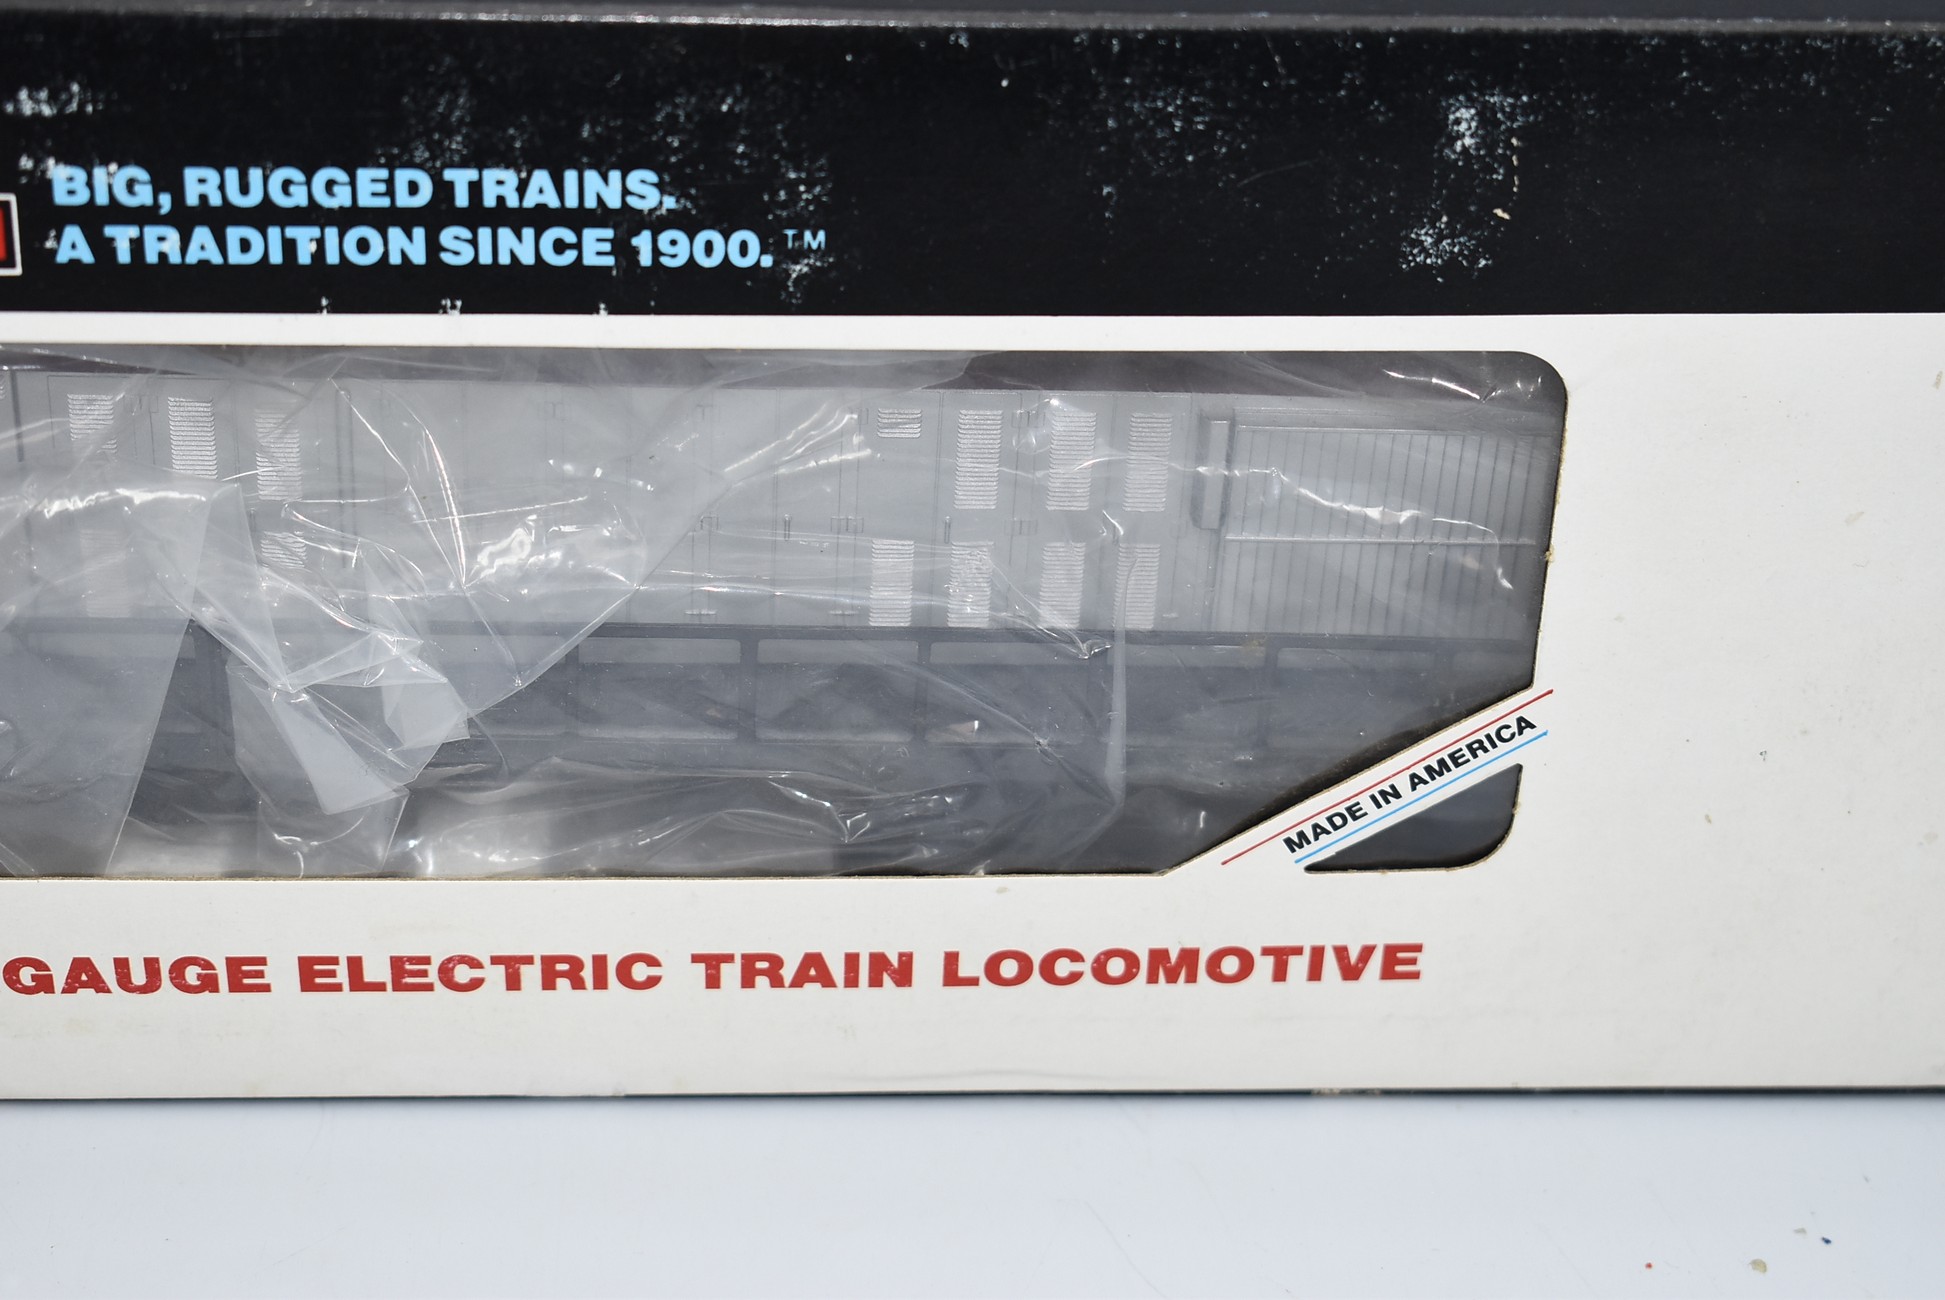 BIG, RUGGED TRAINS.
A TRADITION SINCE 1900.™
MADE IN AMERICA
GAUGE ELECTRIC TRAIN LOCOMOTIVE